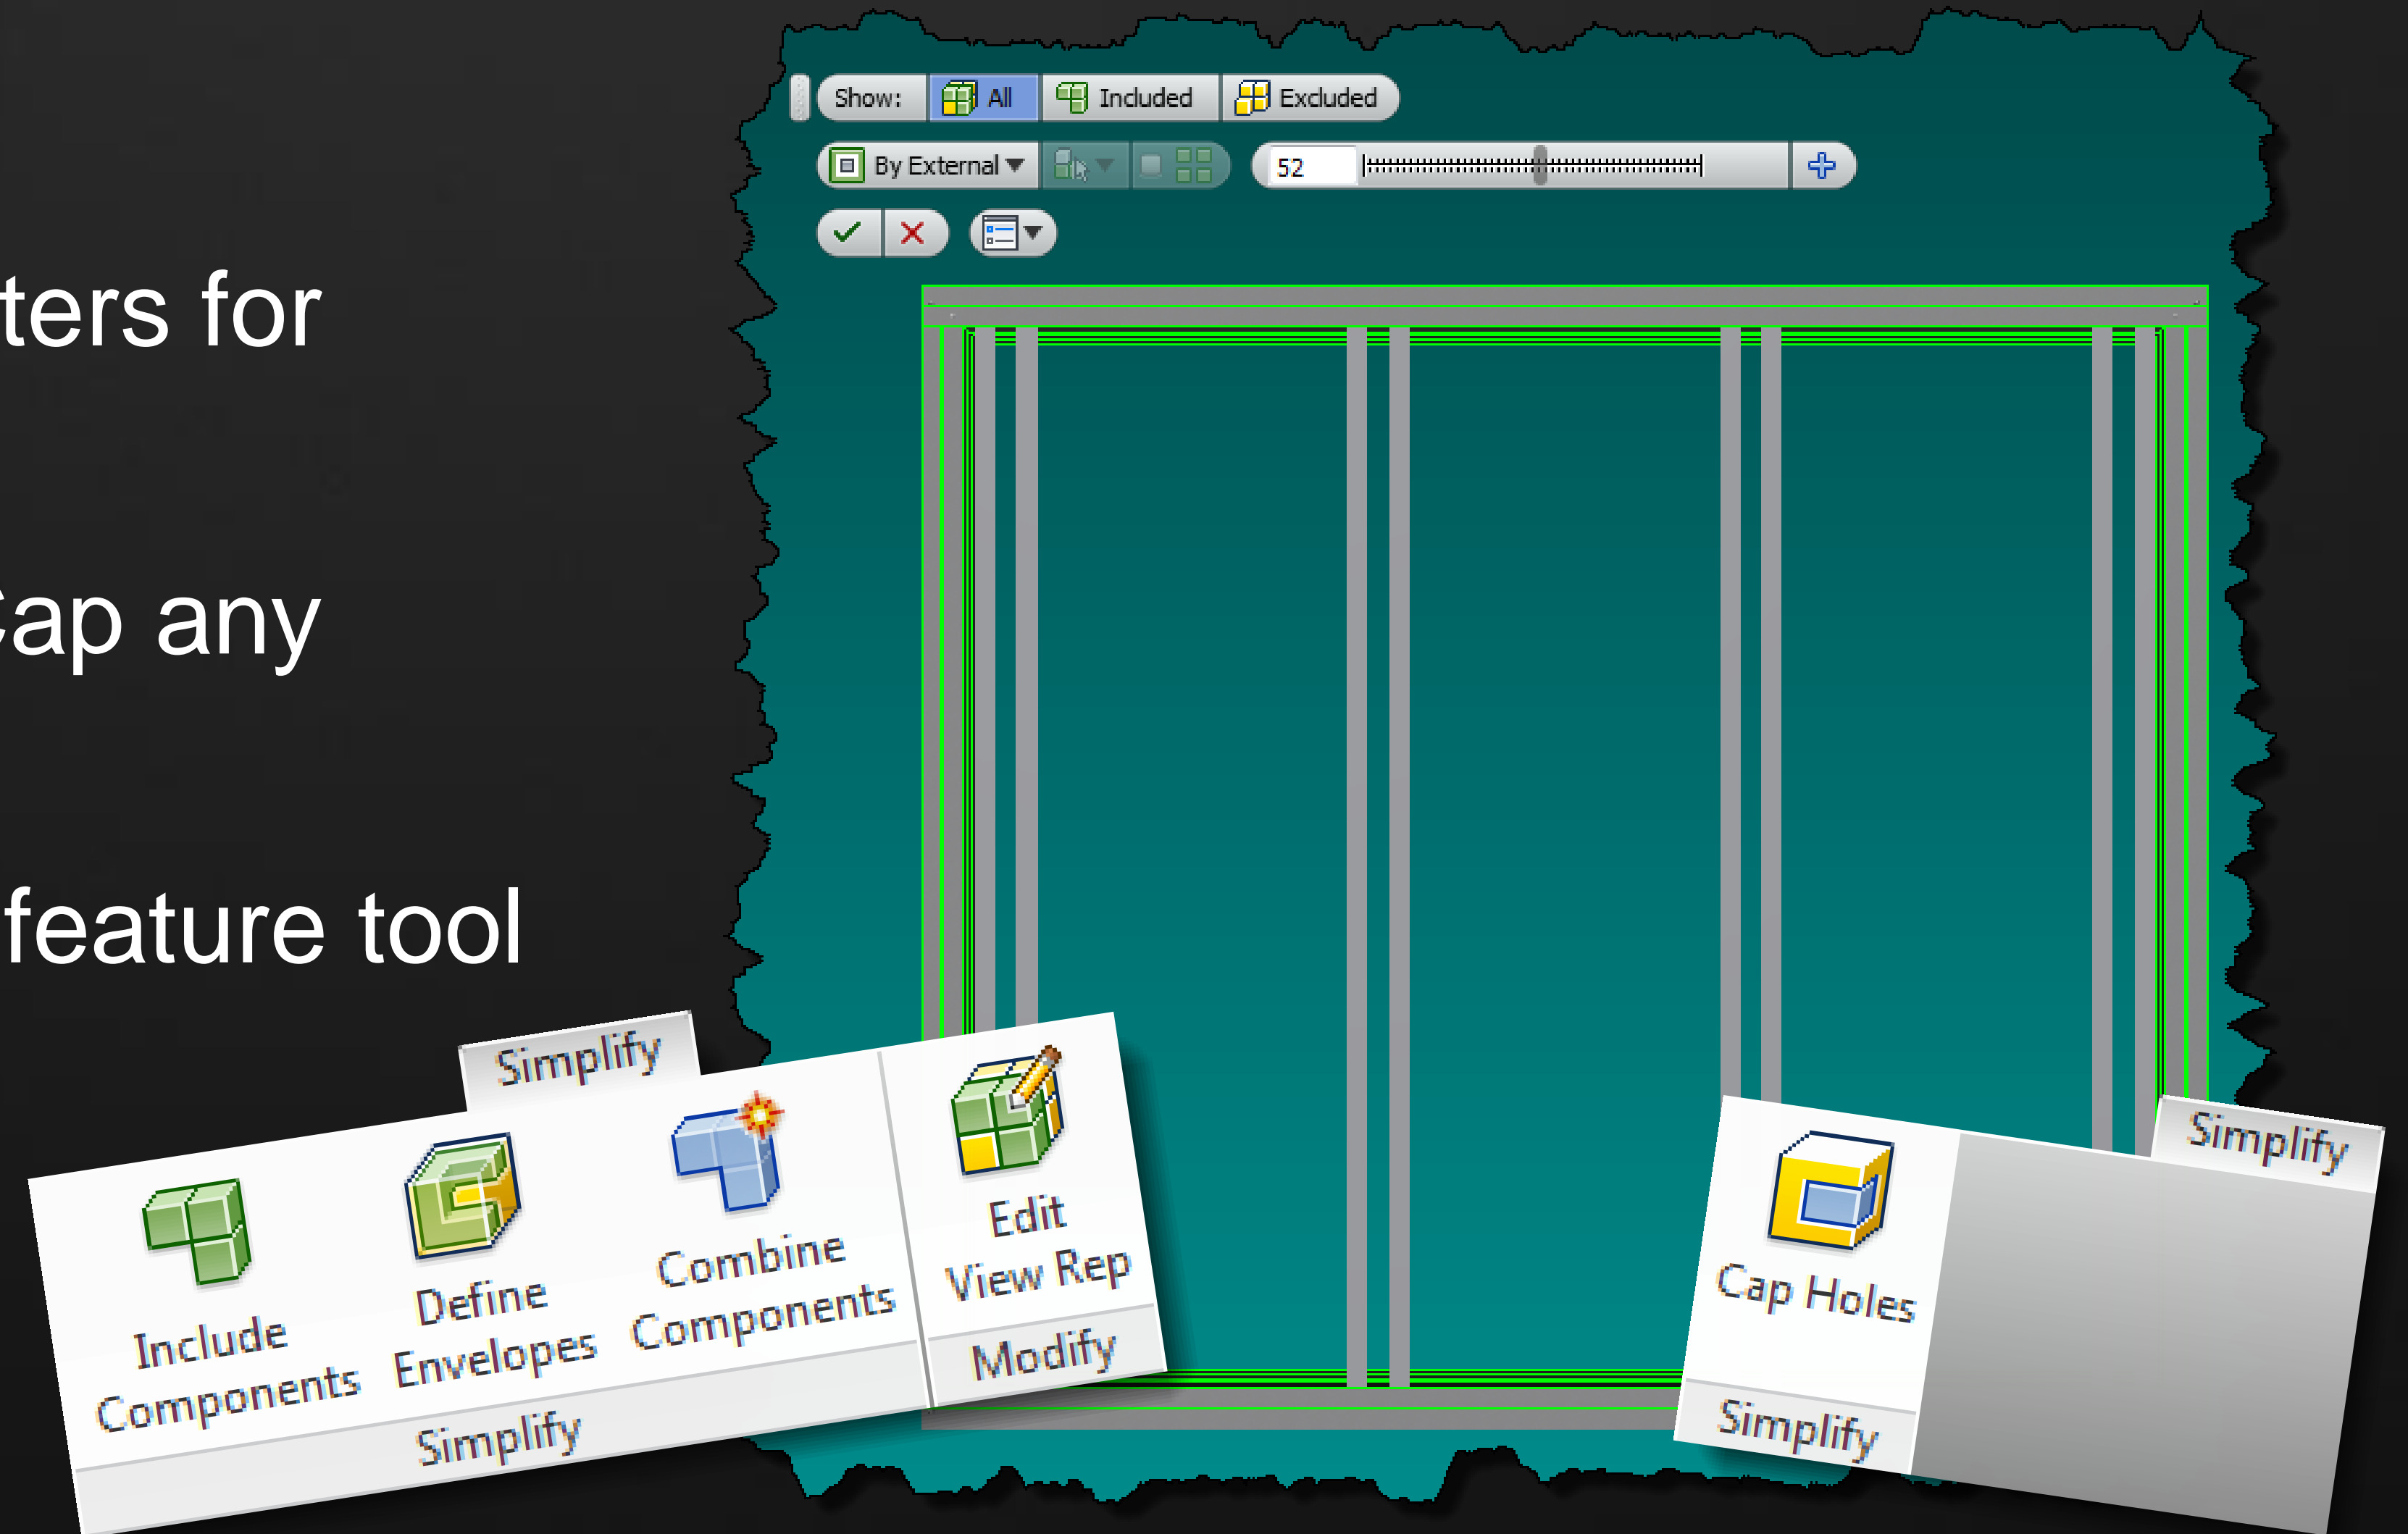 ters for
Cap any
feature tool
Show: All Included Excluded
By External 52
Simplify
Include Components
Define Envelopes
Combine Components
Edit View Rep
Simplify
Modify
Simplify
Cap Holes
Simplify